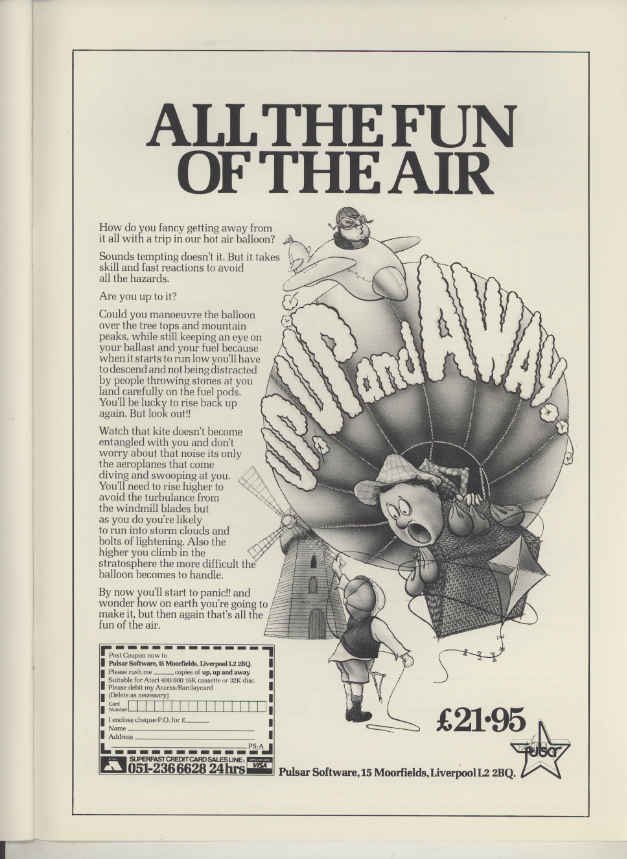 ALL THE FUN
OF THE AIR
How do you fancy getting away from
it all with a trip in our hot air balloon?
Sounds tempting doesn't it. But it takes
skill and fast reactions to avoid
all the hazards.
Are you up to it?
Could you manoeuvre the balloon
over the tree tops and mountain
peaks, while still keeping an eye on
your ballast and your fuel because
when it starts to run low you'll have
to descend and not being distracted
by people throwing stones at you
land carefully on the fuel pods.
You'll be lucky to rise back up
again. But look out!!
Watch that kite doesn't become
entangled with you and don't
worry about that noise its only
the aeroplanes that come
diving and swooping at you.
You'll need to rise higher to
avoid the turbulance from
the windmill blades but
as you do you're likely
to run into storm clouds and
bolts of lightening. Also the
higher you climb in the
stratosphere the more difficult the
balloon becomes to handle.
By now you'll start to panic!! and
wonder how on earth you're going to
make it, but then again that's all the
fun of the air.
UP, UP and AWAY
Post Coupon now to
Pulsar Software, 15 Moorfields, Liverpool L2 2BQ.
Please rush me ____ copies of up, up and away
Suitable for Atari 400/800 16K cassette or 32K disc.
Please debit my Access/Barclaycard
(Delete as necessary)
Card
Number
I enclose cheque/P.O. for £____
Name
Address
PS-A
SUPERFAST CREDIT CARD SALES LINE
051-236 6628 24hrs
VISA
£21·95
Pulsar Software, 15 Moorfields, Liverpool L2 2BQ.
Pulsar